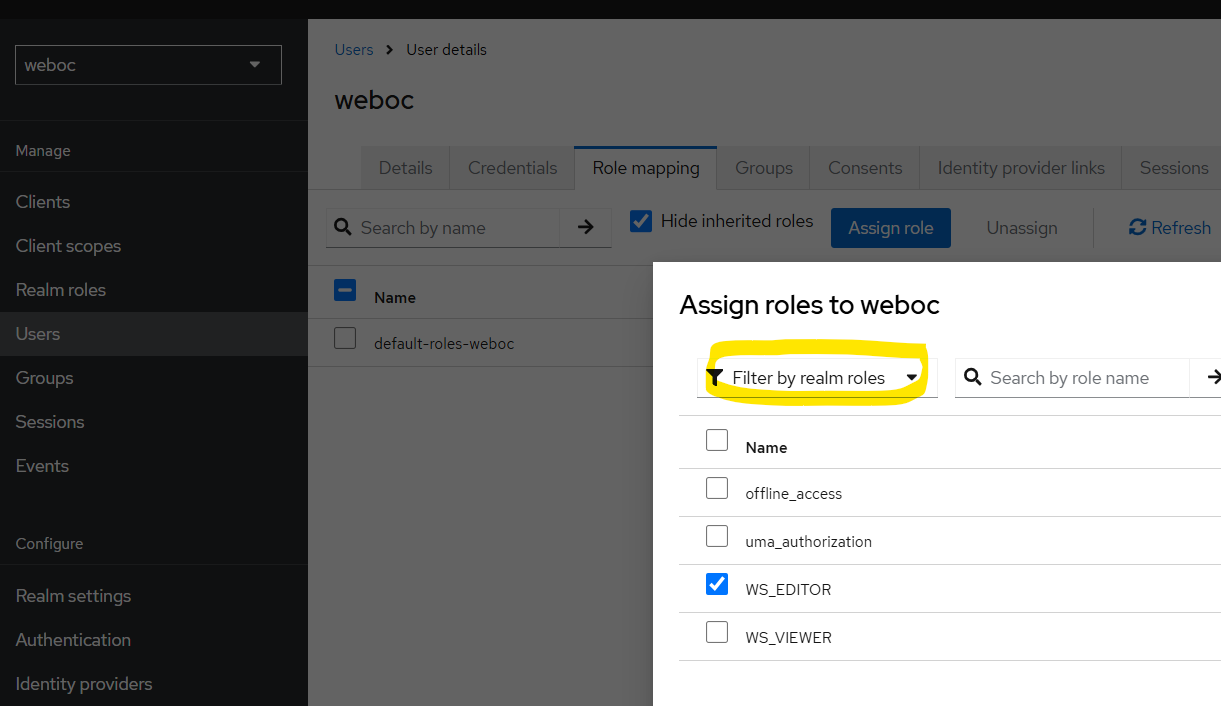 weboc
Manage
Clients
Client scopes
Realm roles
Users
Groups
Sessions
Events
Configure
Realm settings
Authentication
Identity providers
Users > User details
weboc
Details Credentials Role mapping Groups Consents Identity provider links Sessions
Search by name Hide inherited roles Assign role Unassign Refresh
Name
default-roles-weboc
Assign roles to weboc
Filter by realm roles Search by role name
Name
offline_access
uma_authorization
WS_EDITOR
WS_VIEWER